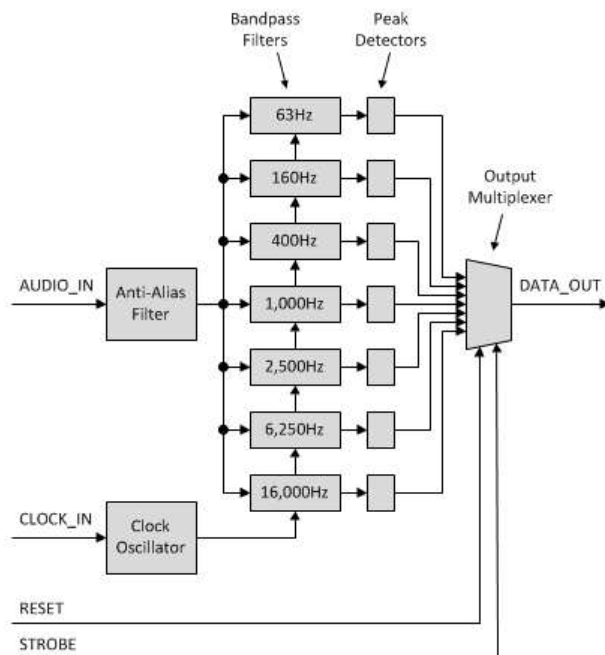 Bandpass
Filters
Peak
Detectors
63Hz
160Hz
Output
Multiplexer
400Hz
AUDIO_IN
Anti-Alias
Filter
1,000Hz
DATA_OUT
2,500Hz
6,250Hz
16,000Hz
CLOCK_IN
Clock
Oscillator
RESET
STROBE